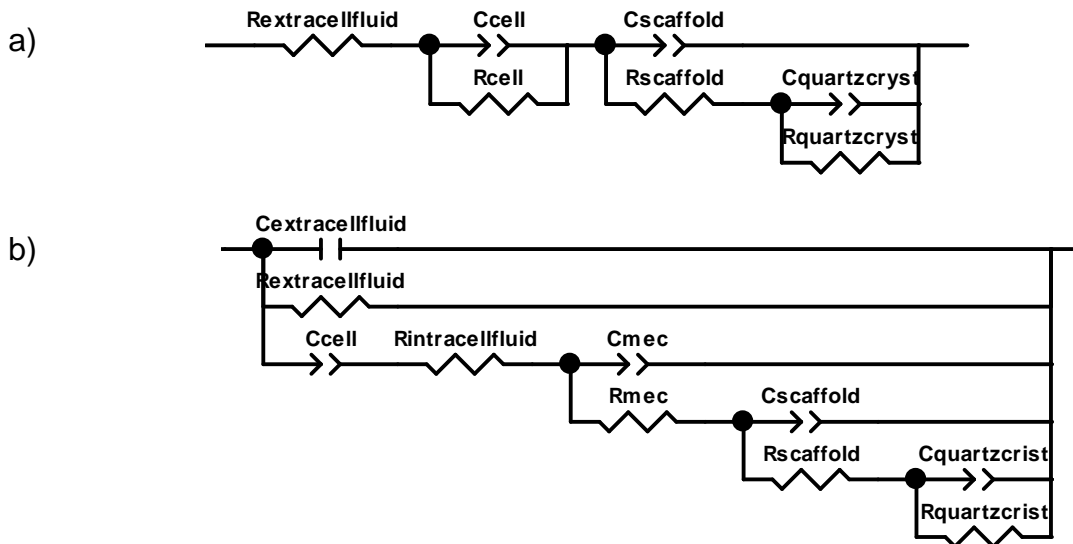 a)
Rextracellfluid
Ccell
Cscaffold
Rcell
Rscaffold
Cquartzcryst
Rquartzcryst
b)
Cextracellfluid
Rextracellfluid
Ccell
Rintracellfluid
Cmec
Rmec
Cscaffold
Rscaffold
Cquartzcrist
Rquartzcrist